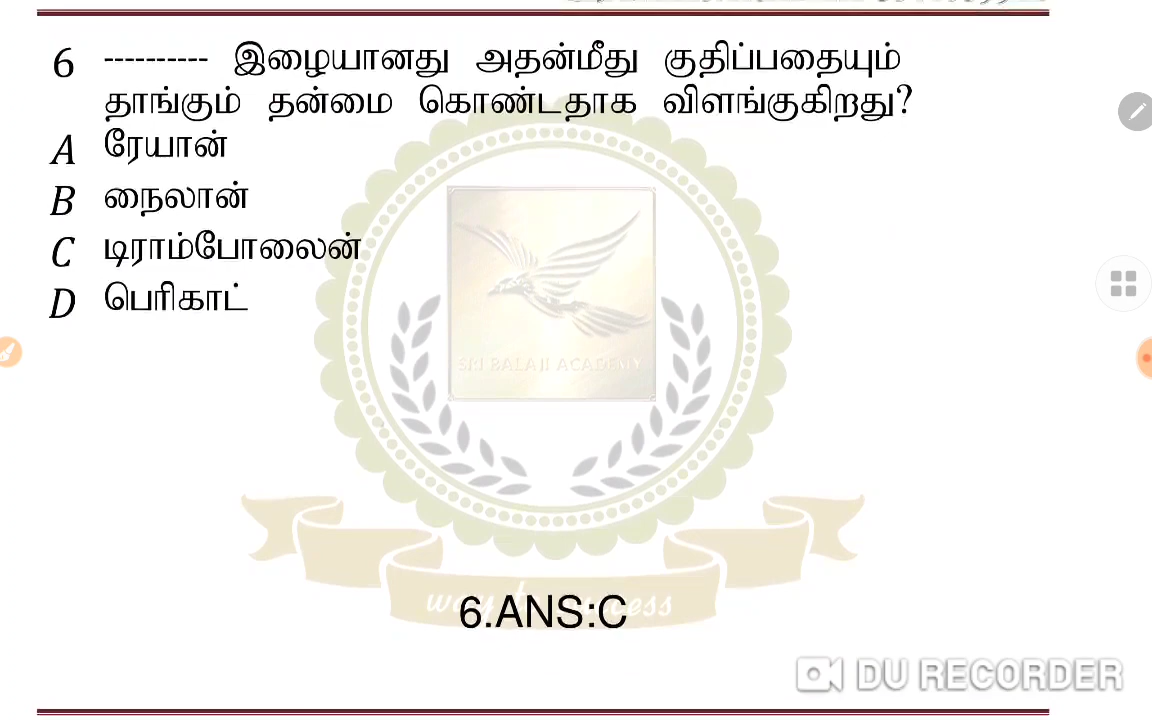 6 ---------- இழையானது அதன்மீது குதிப்பதையும்
தாங்கும் தன்மை கொண்டதாக விளங்குகிறது?
A ரேயான்
B நைலான்
C டிராம்போலைன்
D பெரிகாட்
SRI BALAJI ACADEMY
6.ANS:C
DU RECORDER